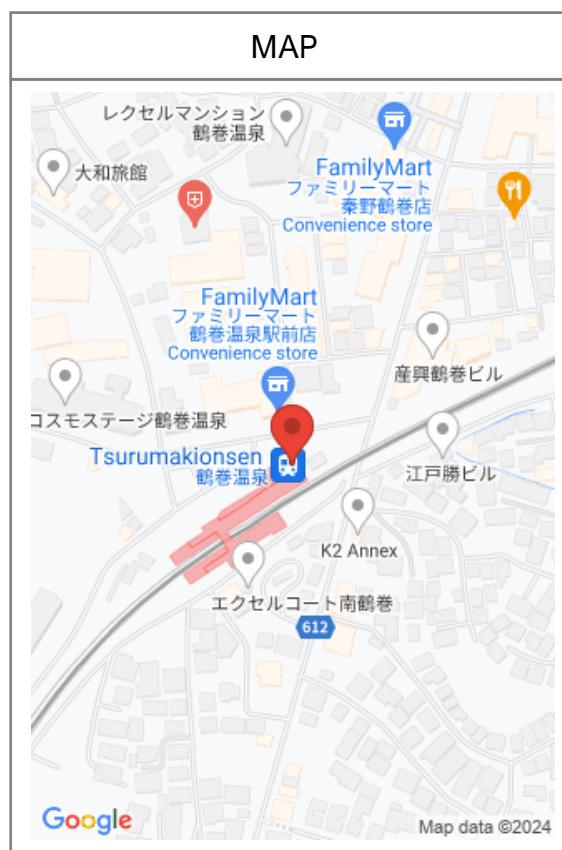 MAP
レクセルマンション
鶴巻温泉
大和旅館
FamilyMart
ファミリーマート
秦野鶴巻店
Convenience store
FamilyMart
ファミリーマート
鶴巻温泉駅前店
Convenience store
産興鶴巻ビル
コスモステージ鶴巻温泉
Tsurumakionsen
鶴巻温泉
江戸勝ビル
K2 Annex
エクセルコート南鶴巻
612
Google
Map data ©2024